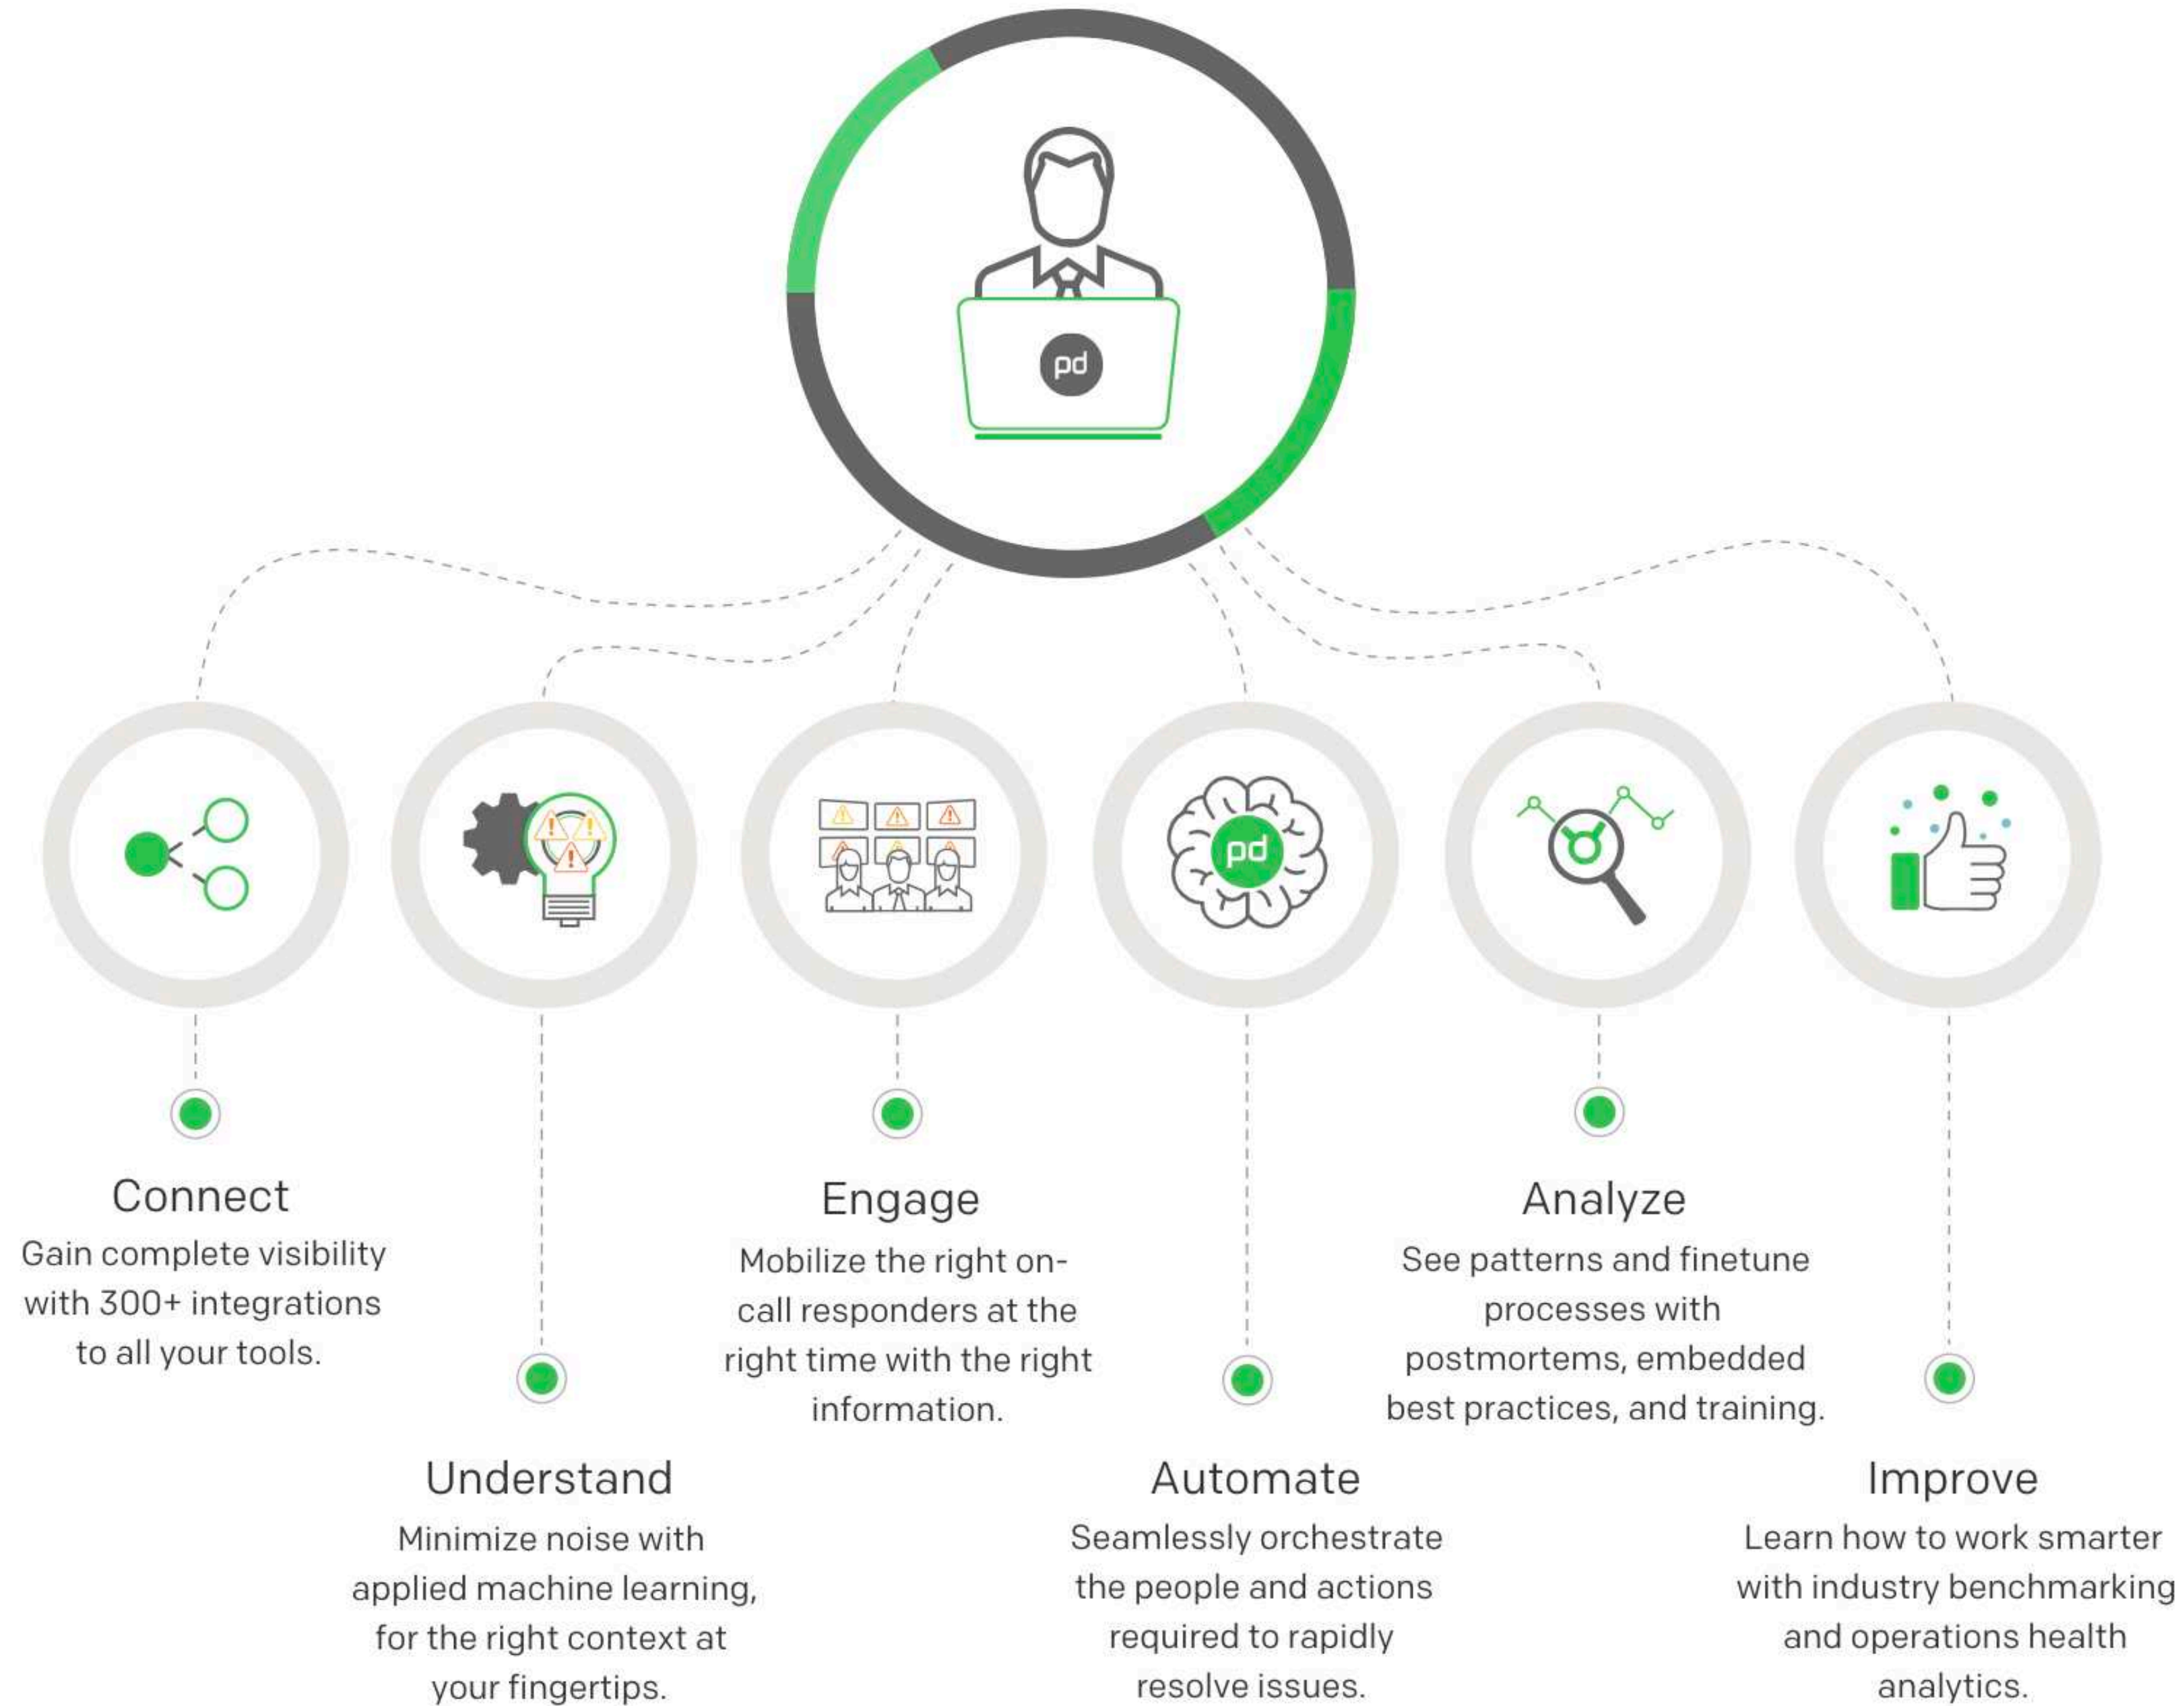 pd
pd
Connect
Gain complete visibility
with 300+ integrations
to all your tools.
Understand
Minimize noise with
applied machine learning,
for the right context at
your fingertips.
Engage
Mobilize the right on-
call responders at the
right time with the right
information.
Automate
Seamlessly orchestrate
the people and actions
required to rapidly
resolve issues.
Analyze
See patterns and finetune
processes with
postmortems, embedded
best practices, and training.
Improve
Learn how to work smarter
with industry benchmarking
and operations health
analytics.